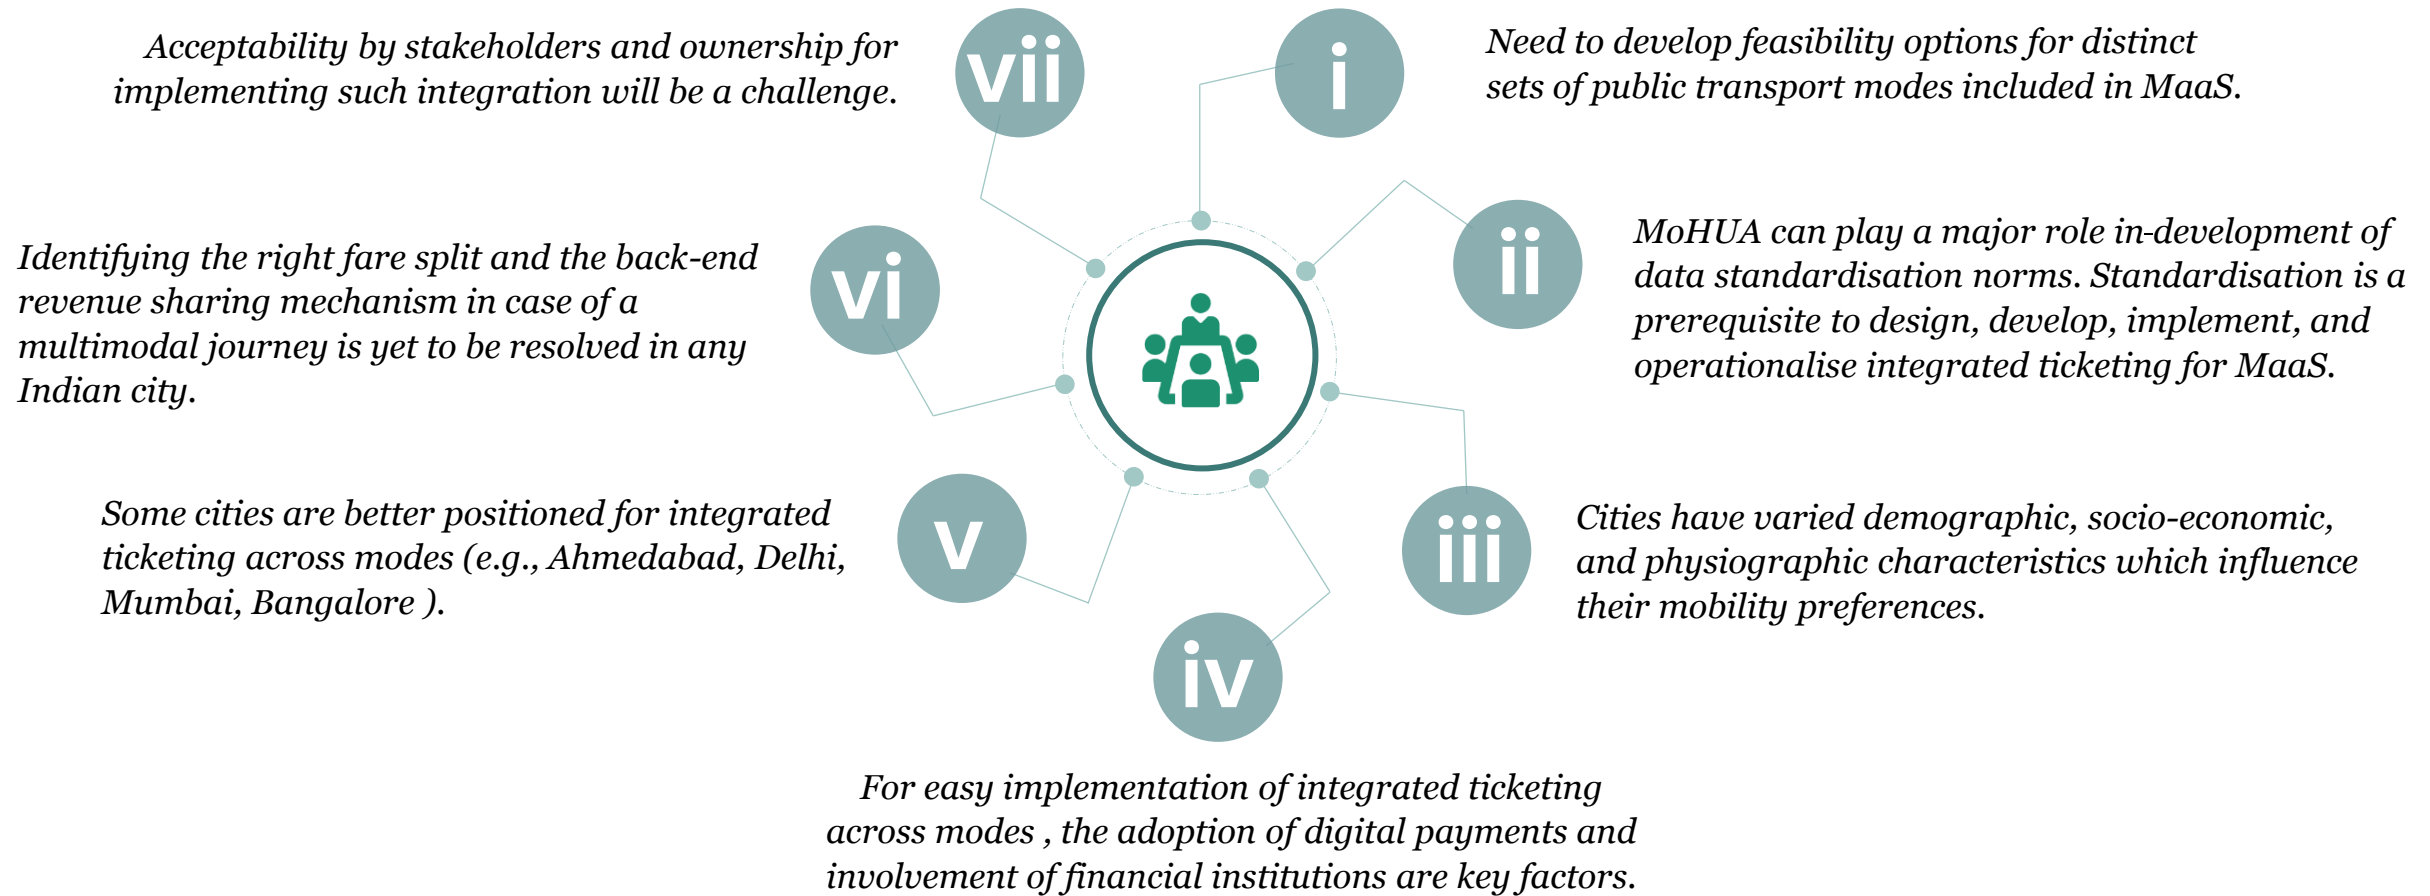 i
Need to develop feasibility options for distinct
sets of public transport modes included in MaaS.
ii
MoHUA can play a major role in-development of
data standardisation norms. Standardisation is a
prerequisite to design, develop, implement, and
operationalise integrated ticketing for MaaS.
iii
Cities have varied demographic, socio-economic,
and physiographic characteristics which influence
their mobility preferences.
iv
For easy implementation of integrated ticketing
across modes , the adoption of digital payments and
involvement of financial institutions are key factors.
v
Some cities are better positioned for integrated
ticketing across modes (e.g., Ahmedabad, Delhi,
Mumbai, Bangalore ).
vi
Identifying the right fare split and the back-end
revenue sharing mechanism in case of a
multimodal journey is yet to be resolved in any
Indian city.
vii
Acceptability by stakeholders and ownership for
implementing such integration will be a challenge.